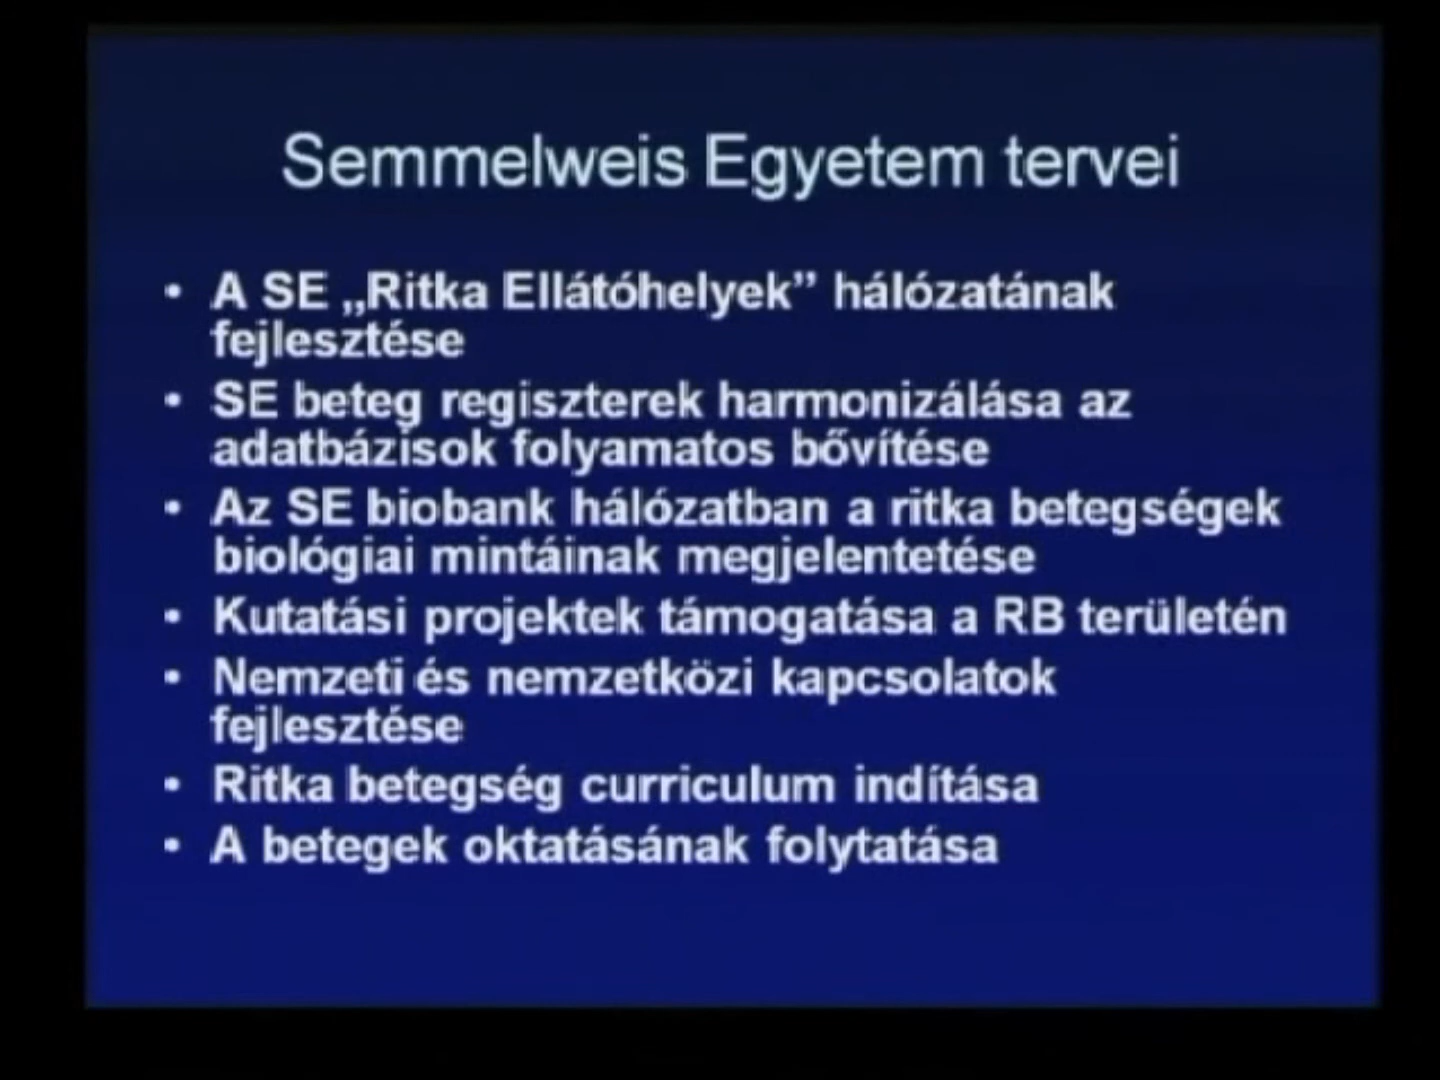 Semmelweis Egyetem tervei
• A SE „Ritka Ellátóhelyek” hálózatának
fejlesztése
• SE beteg regiszterek harmonizálása az
adatbázisok folyamatos bővítése
• Az SE biobank hálózatban a ritka betegségek
biológiai mintáinak megjelentetése
• Kutatási projektek támogatása a RB területén
• Nemzeti és nemzetközi kapcsolatok
fejlesztése
• Ritka betegség curriculum indítása
• A betegek oktatásának folytatása